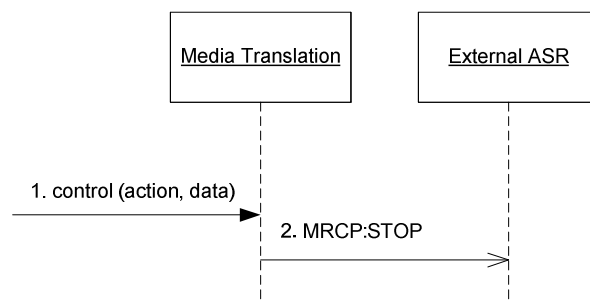 Media Translation
External ASR
1. control (action, data)
2. MRCP:STOP